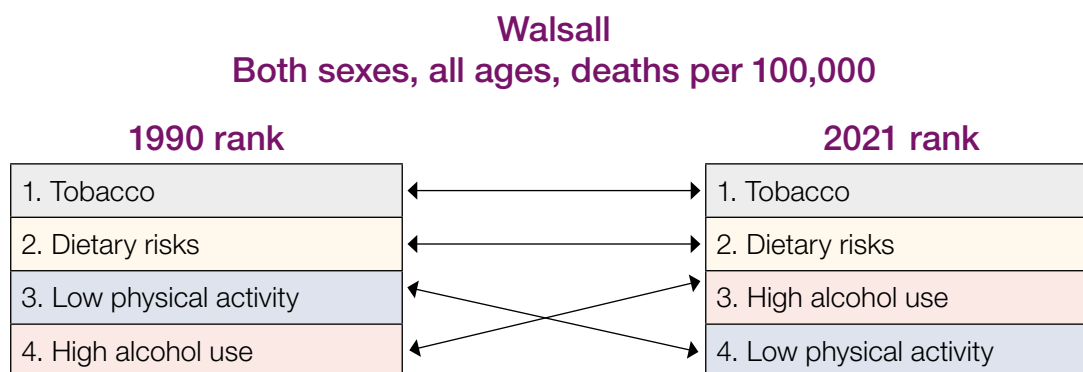 Walsall
Both sexes, all ages, deaths per 100,000
1990 rank
2021 rank
1. Tobacco
1. Tobacco
2. Dietary risks
2. Dietary risks
3. Low physical activity
3. High alcohol use
4. High alcohol use
4. Low physical activity